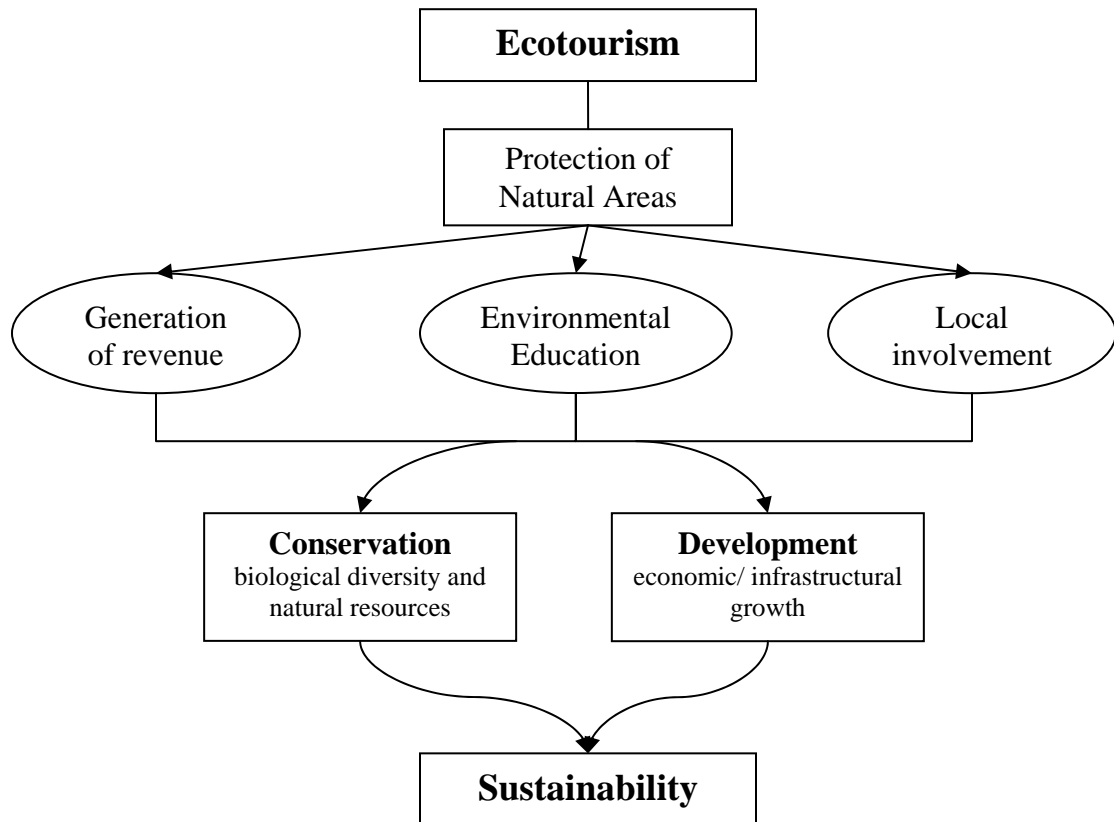 Ecotourism
Protection of
Natural Areas
Generation
of revenue
Environmental
Education
Local
involvement
Conservation
biological diversity and
natural resources
Development
economic/ infrastructural
growth
Sustainability